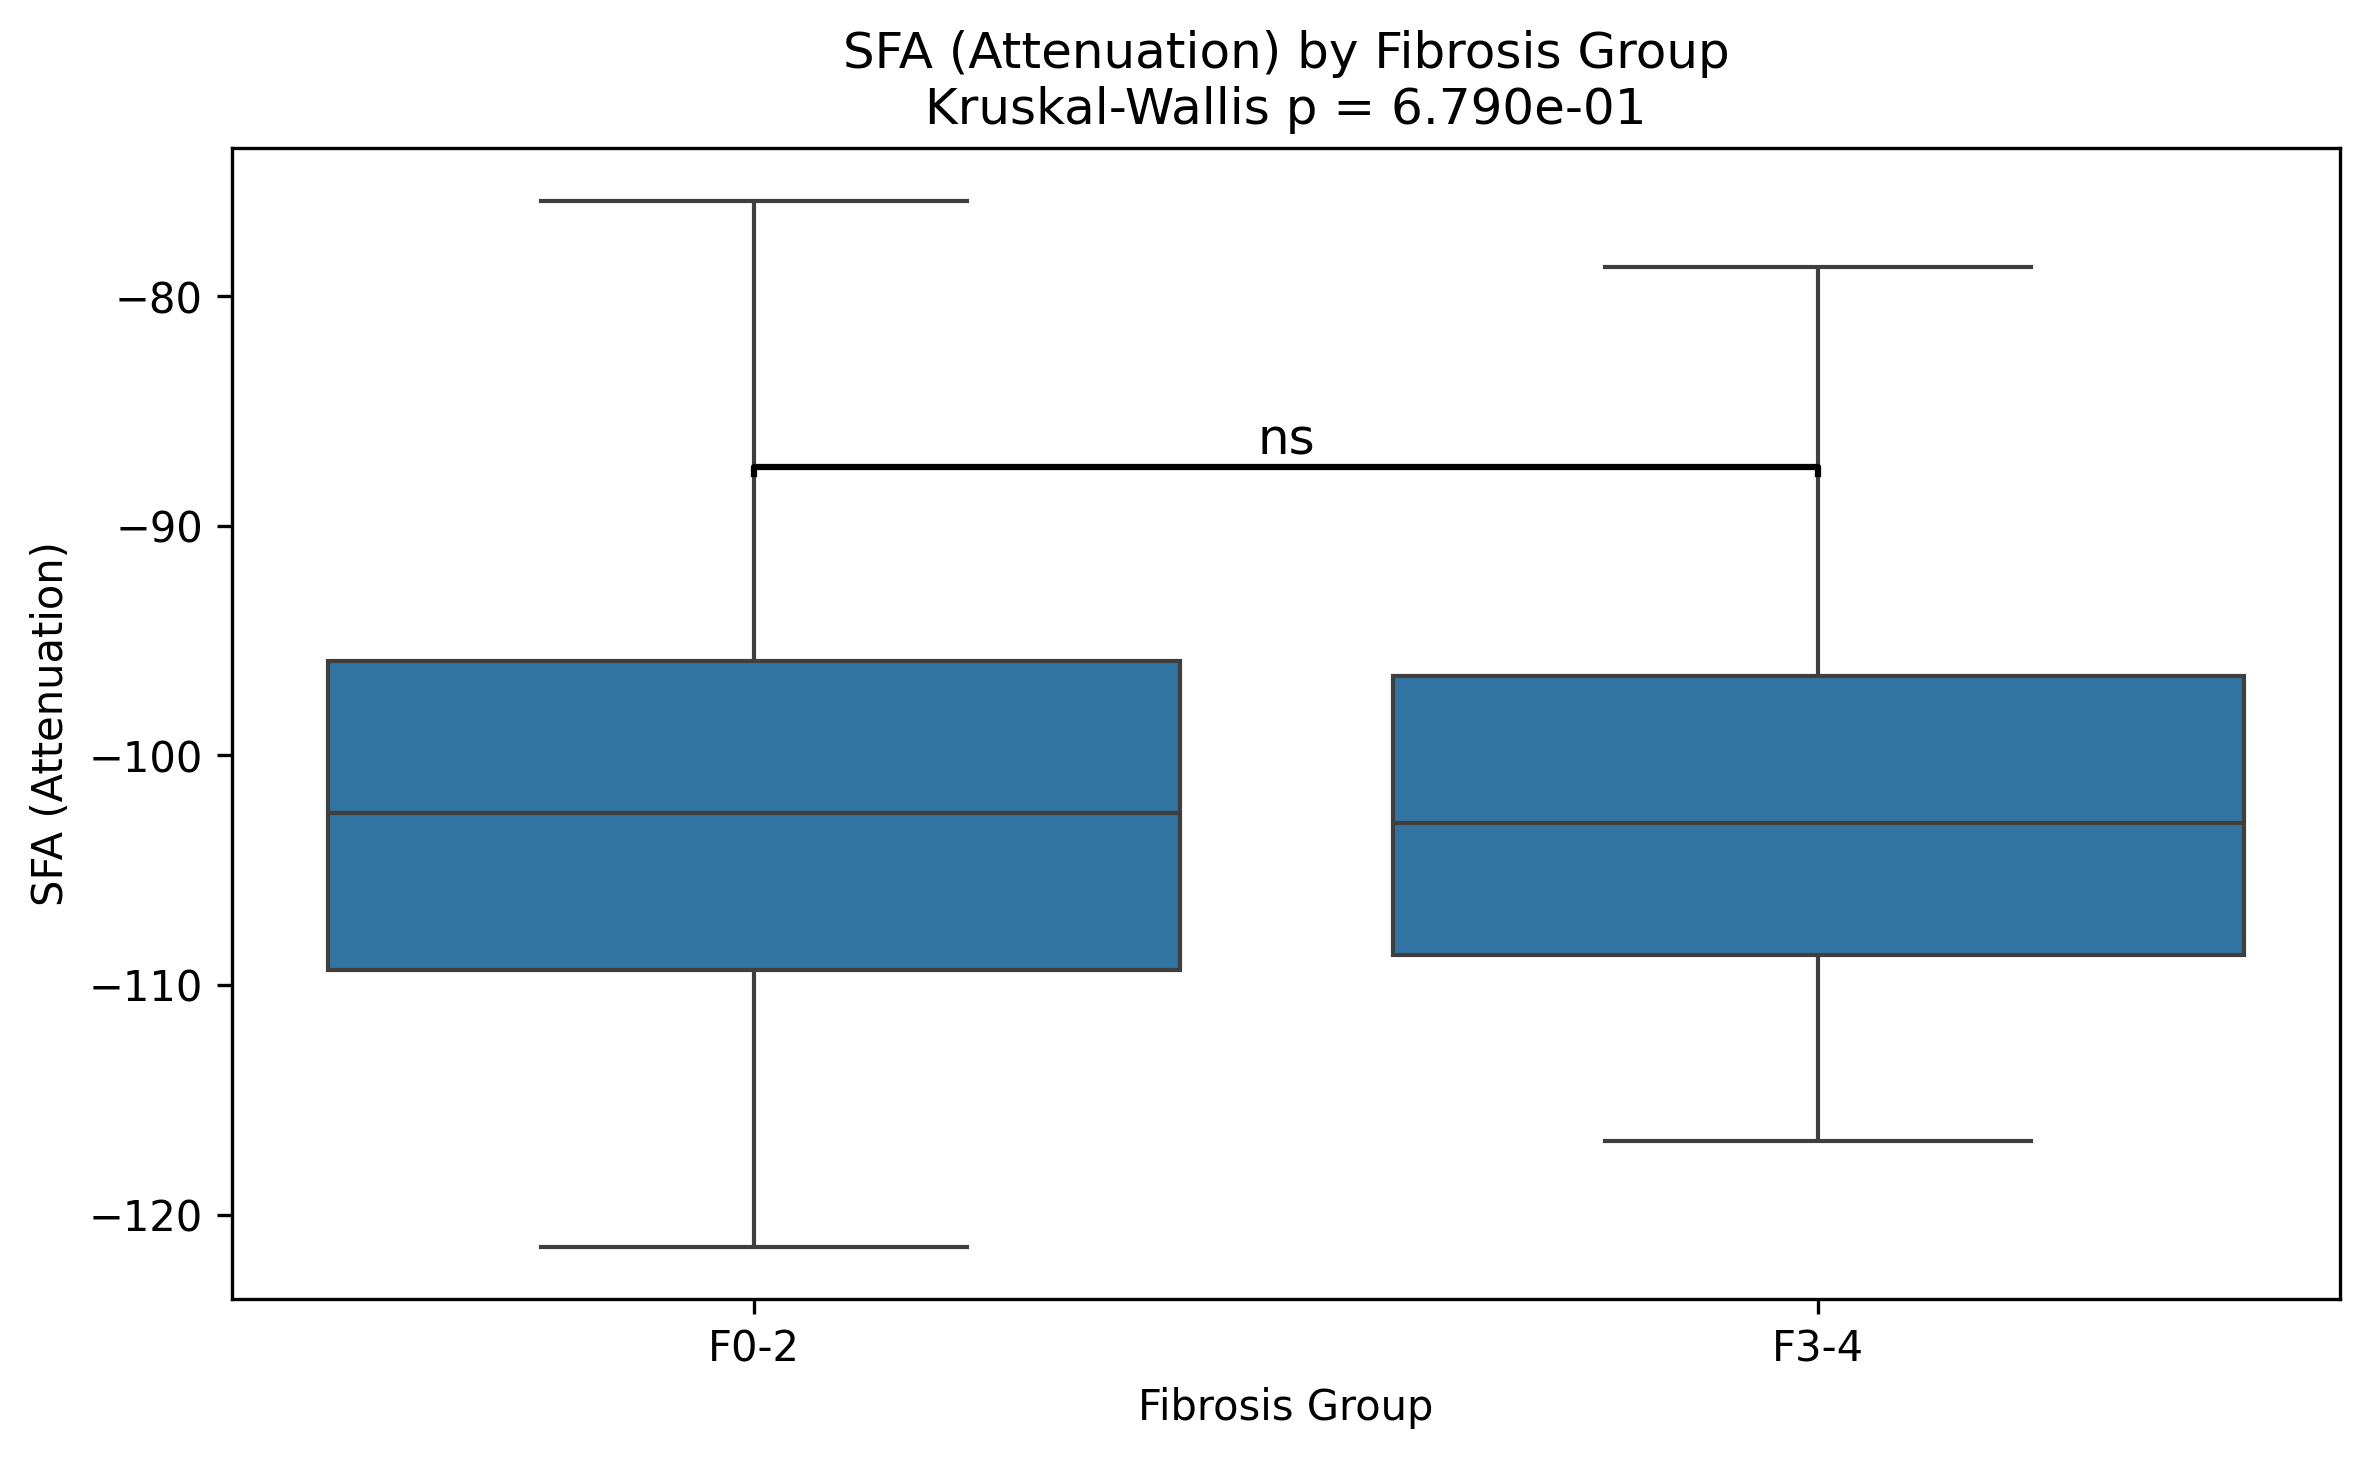 SFA (Attenuation) by Fibrosis Group
Kruskal-Wallis p = 6.790e-01
SFA (Attenuation)
−80
−90
−100
−110
−120
ns
F0-2
F3-4
Fibrosis Group